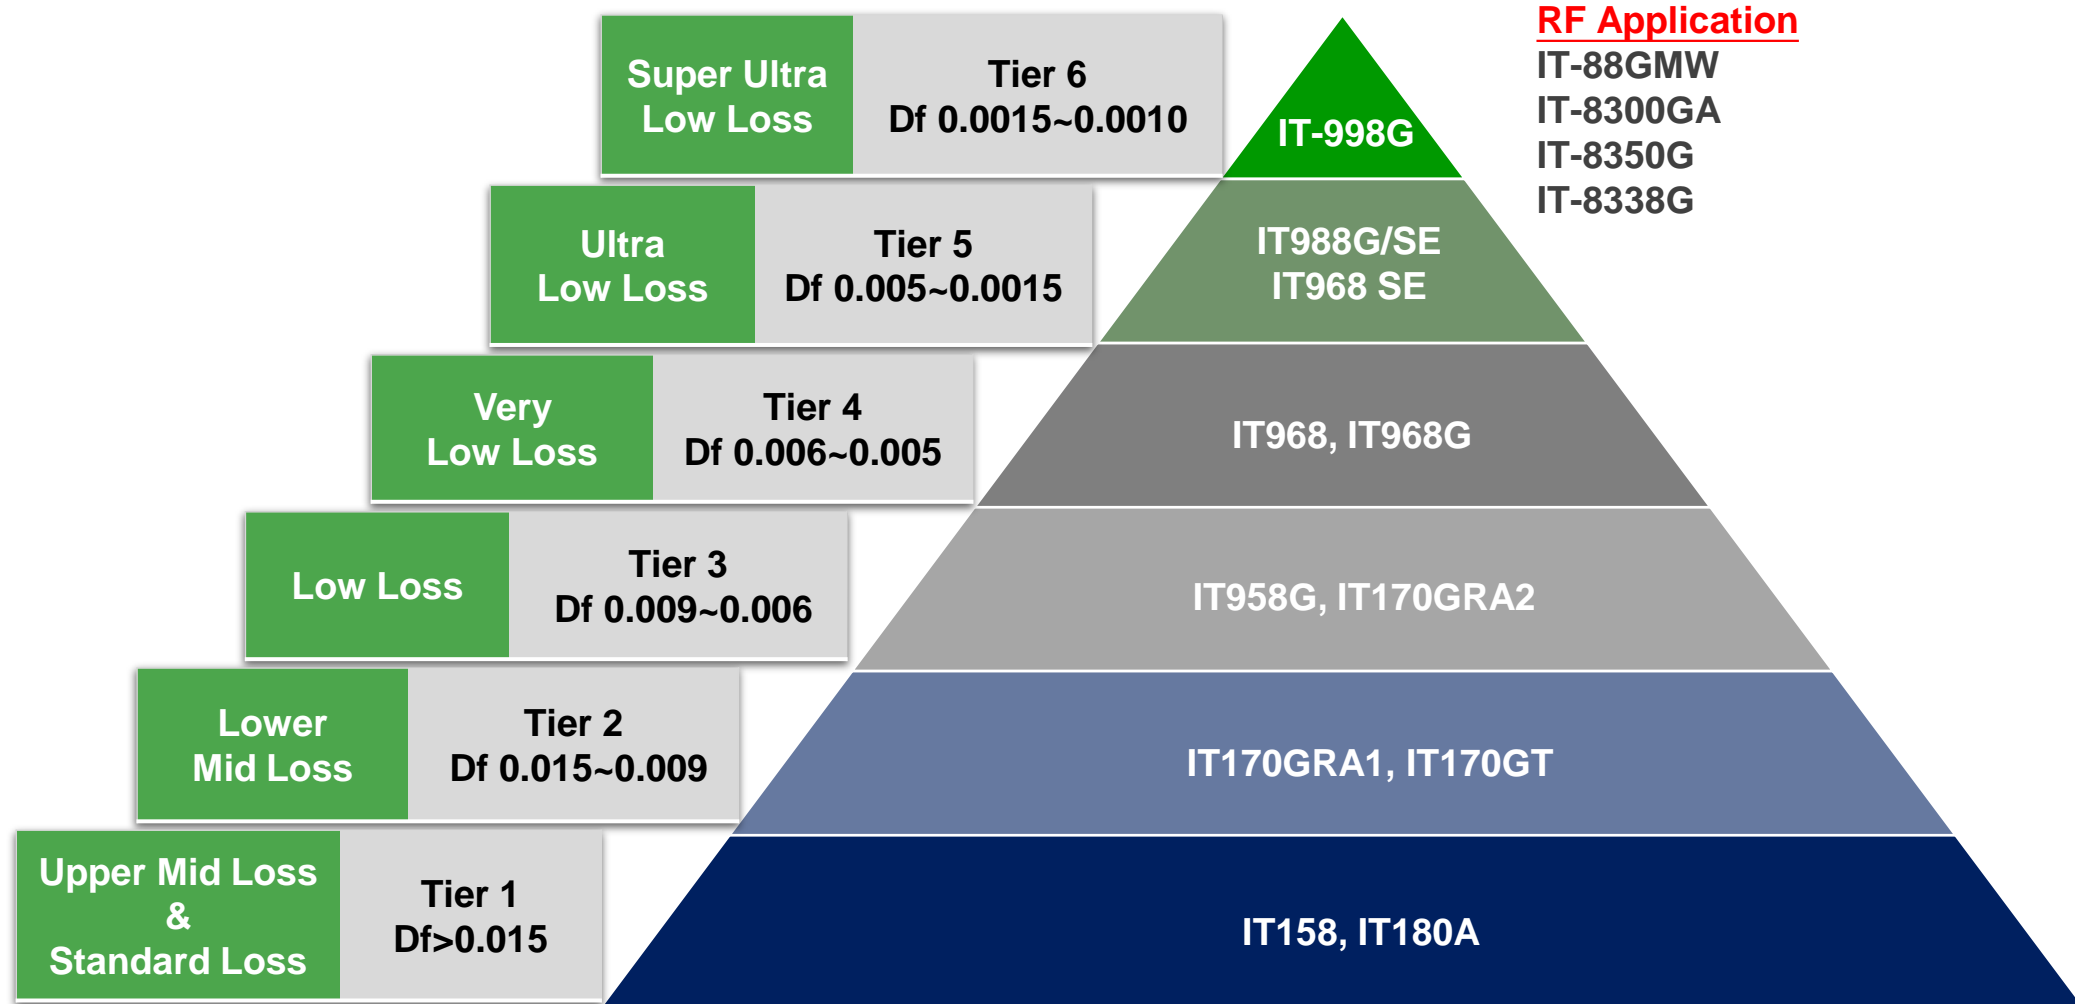 Super Ultra
Low Loss
Tier 6
Df 0.0015~0.0010
IT-998G
RF Application
IT-88GMW
IT-8300GA
IT-8350G
IT-8338G
Ultra
Low Loss
Tier 5
Df 0.005~0.0015
IT988G/SE
IT968 SE
Very
Low Loss
Tier 4
Df 0.006~0.005
IT968, IT968G
Low Loss
Tier 3
Df 0.009~0.006
IT958G, IT170GRA2
Lower
Mid Loss
Tier 2
Df 0.015~0.009
IT170GRA1, IT170GT
Upper Mid Loss
&
Standard Loss
Tier 1
Df>0.015
IT158, IT180A